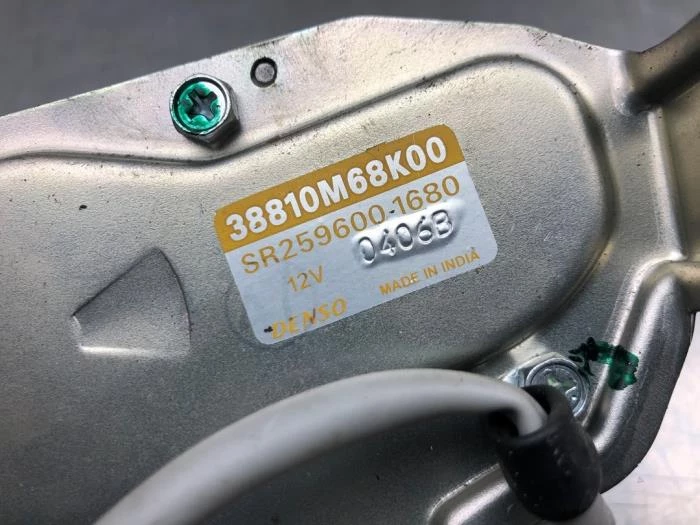 38810M68K00
SR259600-1680
0406B
12V
MADE IN INDIA
DENSO